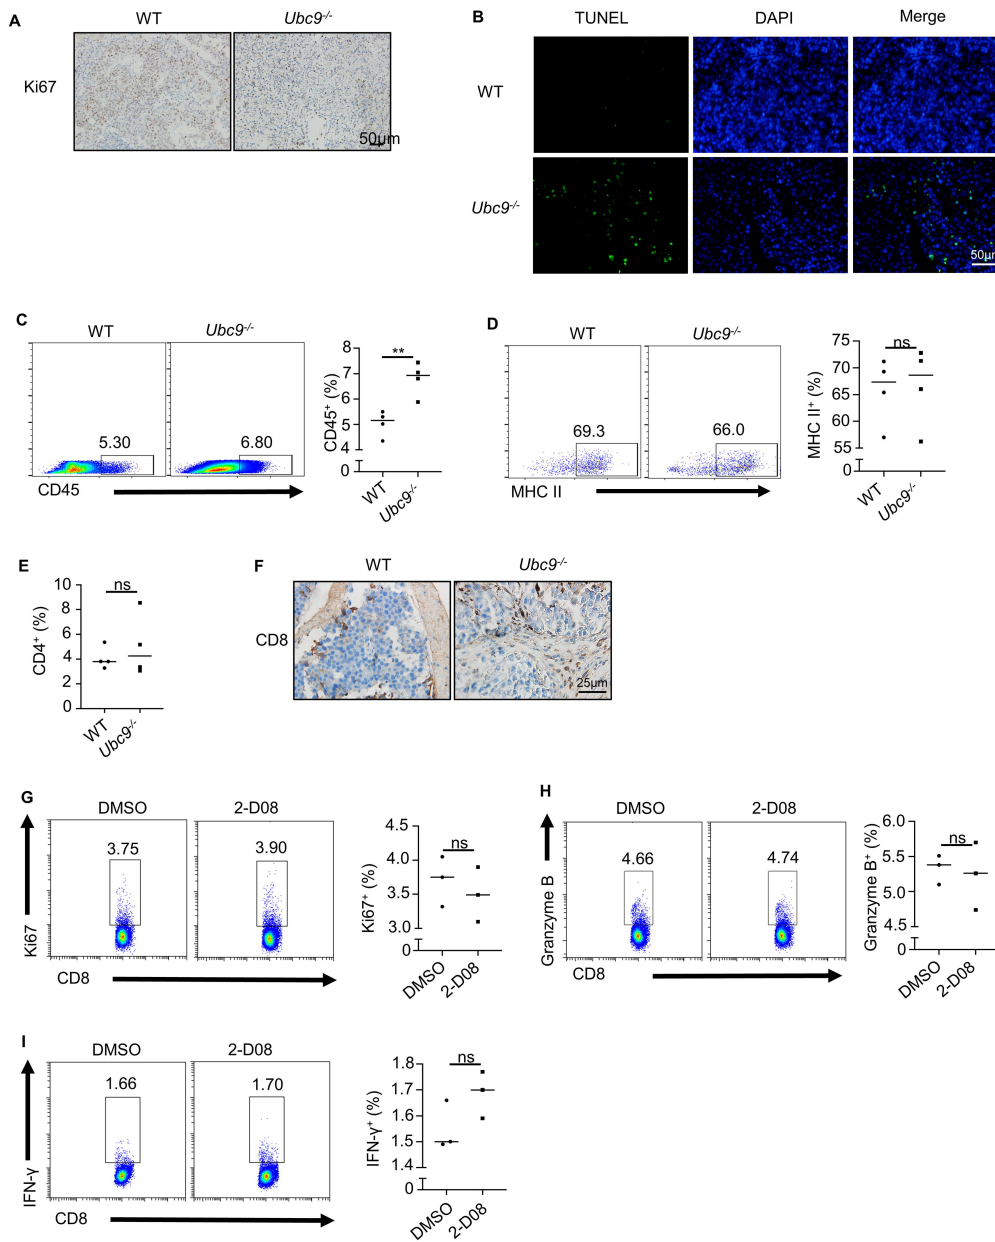 A
WT
Ubc9-/-
Ki67
50μm
B
TUNEL
DAPI
Merge
WT
Ubc9-/-
50μm
C
WT
Ubc9-/-
5.30
6.80
CD45
CD45+ (%)
8
7
6
5
4
0
**
WT
Ubc9-/-
D
WT
Ubc9-/-
69.3
66.0
MHC II
MHC II+ (%)
75
70
65
60
55
0
ns
WT
Ubc9-/-
E
CD4+ (%)
10
8
6
4
2
0
ns
WT
Ubc9-/-
F
WT
Ubc9-/-
CD8
25μm
G
DMSO
2-D08
3.75
3.90
Ki67
CD8
Ki67+ (%)
4.5
4.0
3.5
3.0
0
ns
DMSO
2-D08
H
DMSO
2-D08
4.66
4.74
Granzyme B
CD8
Granzyme B+ (%)
6.0
5.5
5.0
4.5
0
ns
DMSO
2-D08
I
DMSO
2-D08
1.66
1.70
IFN-γ
CD8
IFN-γ+ (%)
1.8
1.7
1.6
1.5
1.4
0
ns
DMSO
2-D08